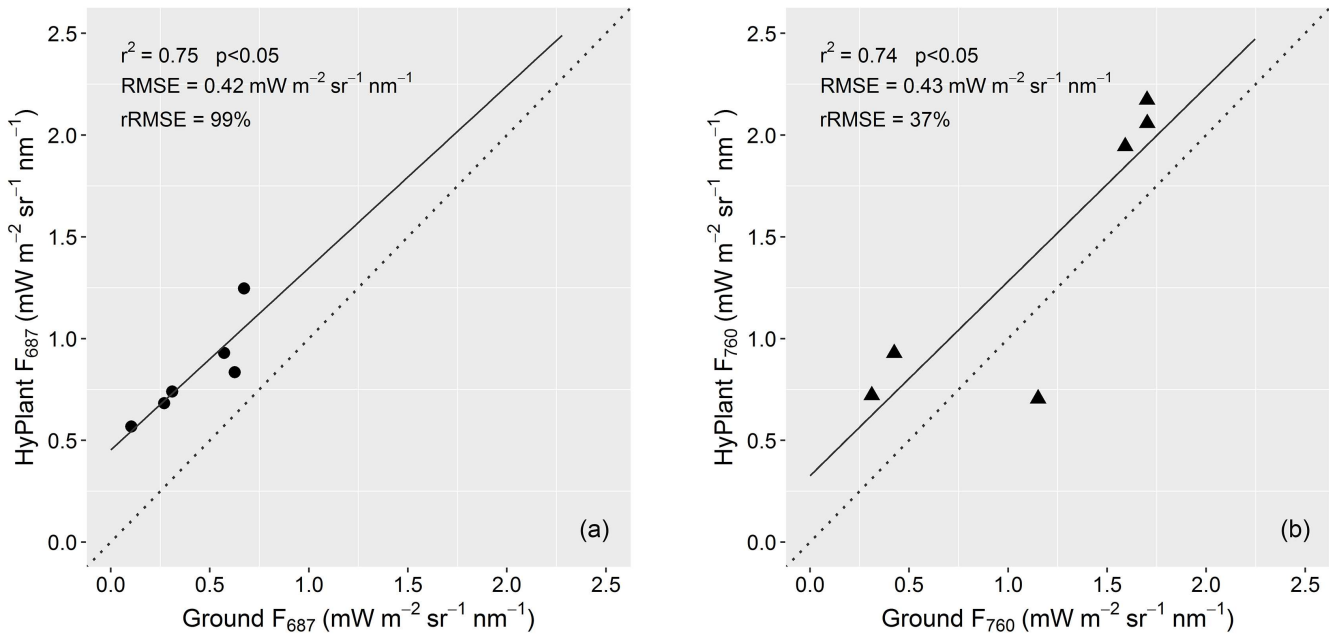 HyPlant F₆₈₇ (mW m⁻² sr⁻¹ nm⁻¹)
2.5
2.0
1.5
1.0
0.5
0.0
r² = 0.75 p<0.05
RMSE = 0.42 mW m⁻² sr⁻¹ nm⁻¹
rRMSE = 99%
(a)
0.0 0.5 1.0 1.5 2.0 2.5
Ground F₆₈₇ (mW m⁻² sr⁻¹ nm⁻¹)
HyPlant F₇₆₀ (mW m⁻² sr⁻¹ nm⁻¹)
2.5
2.0
1.5
1.0
0.5
0.0
r² = 0.74 p<0.05
RMSE = 0.43 mW m⁻² sr⁻¹ nm⁻¹
rRMSE = 37%
(b)
0.0 0.5 1.0 1.5 2.0 2.5
Ground F₇₆₀ (mW m⁻² sr⁻¹ nm⁻¹)